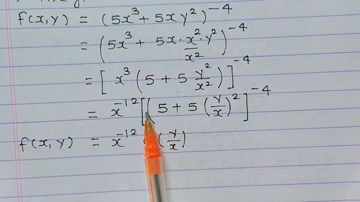 f(x,y) = (5x³ + 5xy²)⁻⁴
= (5x³ + 5x·x²·y²/x²)⁻⁴
= [x³(5 + 5 y²/x²)]⁻⁴
= x⁻¹²[(5 + 5(y/x)²]⁻⁴
f(x,y) = x⁻¹² (y/x)